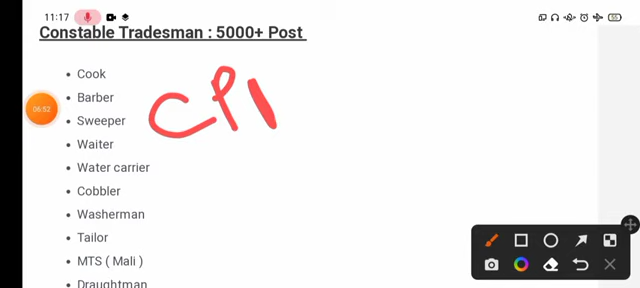 11:17
55
Constable Tradesman : 5000+ Post
Cook
Barber
06:52
Sweeper
Waiter
Water carrier
Cobbler
Washerman
Tailor
MTS ( Mali )
Draughtman